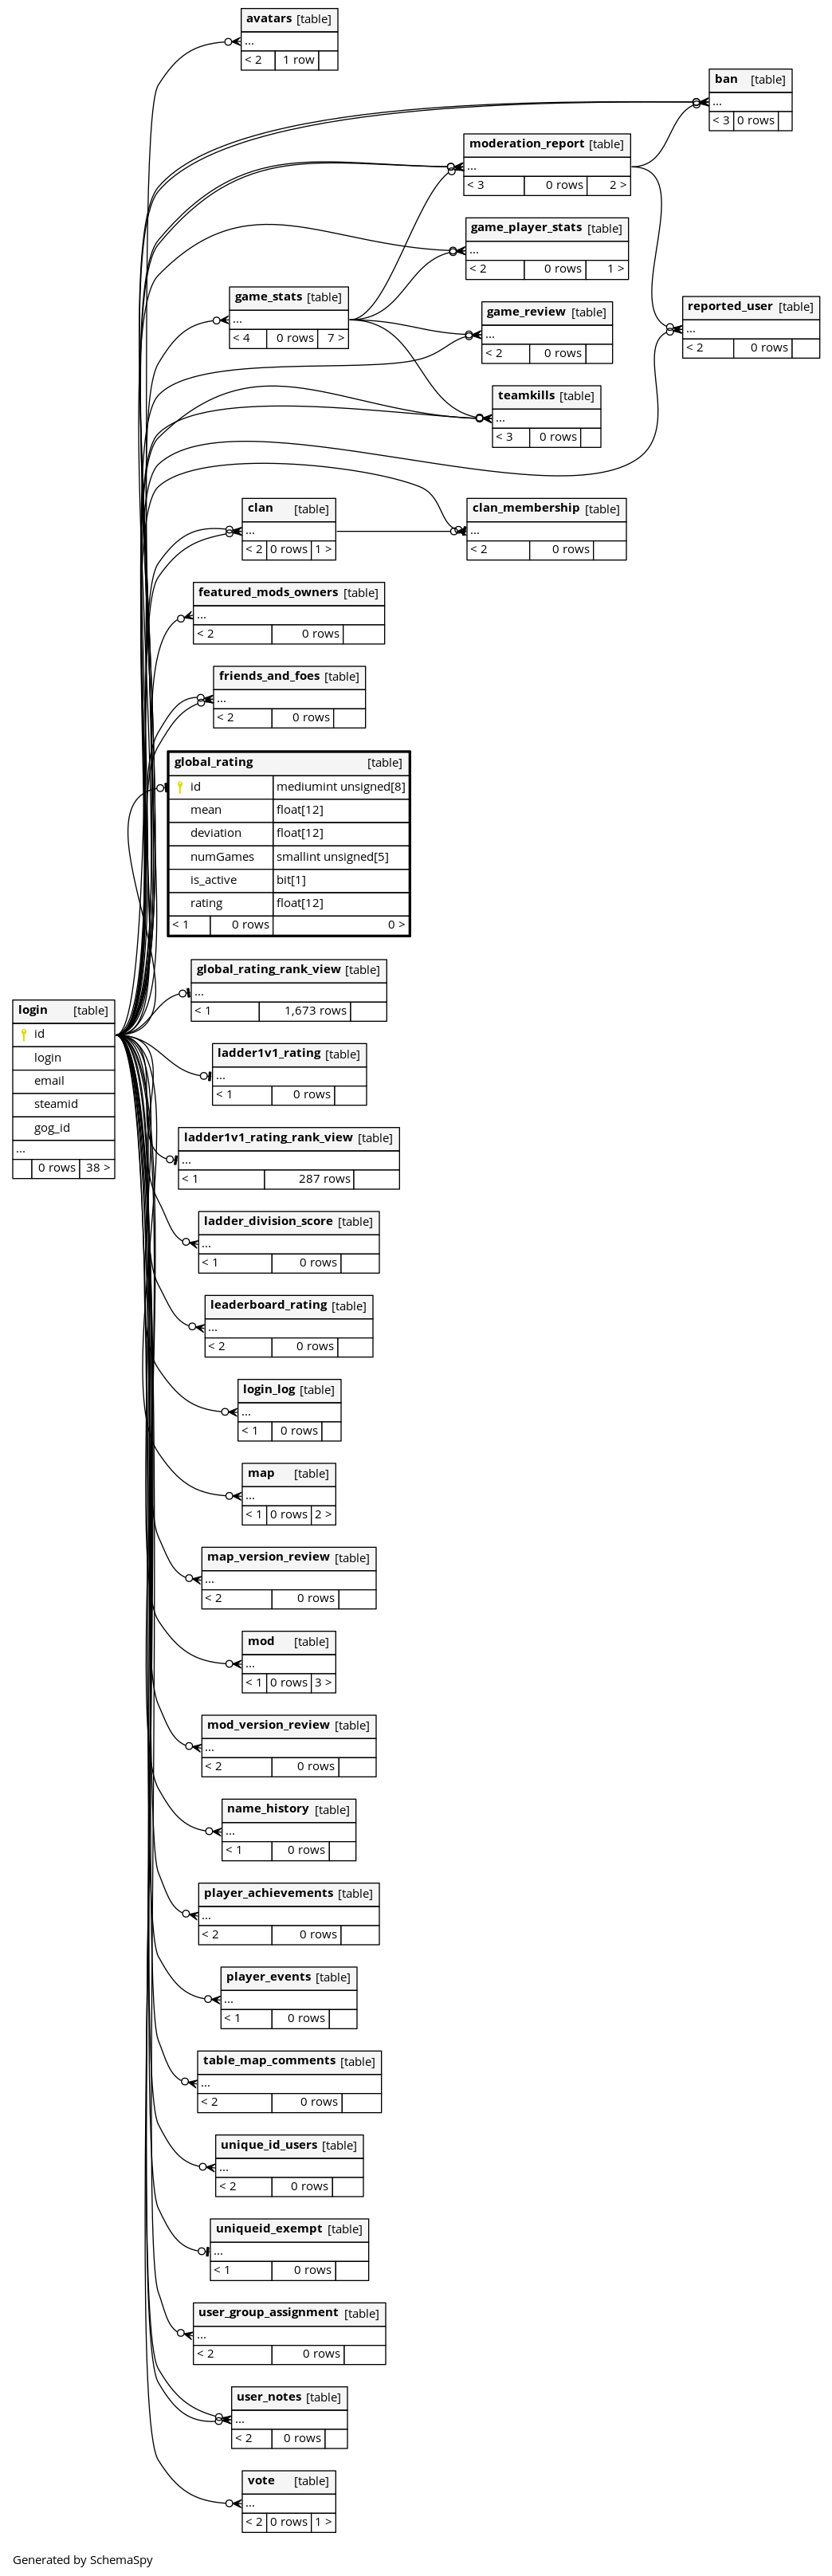 avatars [table]
...
< 2 1 row
ban [table]
...
< 3 0 rows
moderation_report [table]
...
< 3 0 rows 2 >
game_player_stats [table]
...
< 2 0 rows 1 >
game_stats [table]
...
< 4 0 rows 7 >
game_review [table]
...
< 2 0 rows
reported_user [table]
...
< 2 0 rows
teamkills [table]
...
< 3 0 rows
clan [table]
...
< 2 0 rows 1 >
clan_membership [table]
...
< 2 0 rows
featured_mods_owners [table]
...
< 2 0 rows
friends_and_foes [table]
...
< 2 0 rows
global_rating [table]
id mediumint unsigned[8]
mean float[12]
deviation float[12]
numGames smallint unsigned[5]
is_active bit[1]
rating float[12]
< 1 0 rows 0 >
global_rating_rank_view [table]
...
< 1 1,673 rows
login [table]
id
login
email
steamid
gog_id
...
0 rows 38 >
ladder1v1_rating [table]
...
< 1 0 rows
ladder1v1_rating_rank_view [table]
...
< 1 287 rows
ladder_division_score [table]
...
< 1 0 rows
leaderboard_rating [table]
...
< 2 0 rows
login_log [table]
...
< 1 0 rows
map [table]
...
< 1 0 rows 2 >
map_version_review [table]
...
< 2 0 rows
mod [table]
...
< 1 0 rows 3 >
mod_version_review [table]
...
< 2 0 rows
name_history [table]
...
< 1 0 rows
player_achievements [table]
...
< 2 0 rows
player_events [table]
...
< 1 0 rows
table_map_comments [table]
...
< 2 0 rows
unique_id_users [table]
...
< 2 0 rows
uniqueid_exempt [table]
...
< 1 0 rows
user_group_assignment [table]
...
< 2 0 rows
user_notes [table]
...
< 2 0 rows
vote [table]
...
< 2 0 rows 1 >
Generated by SchemaSpy